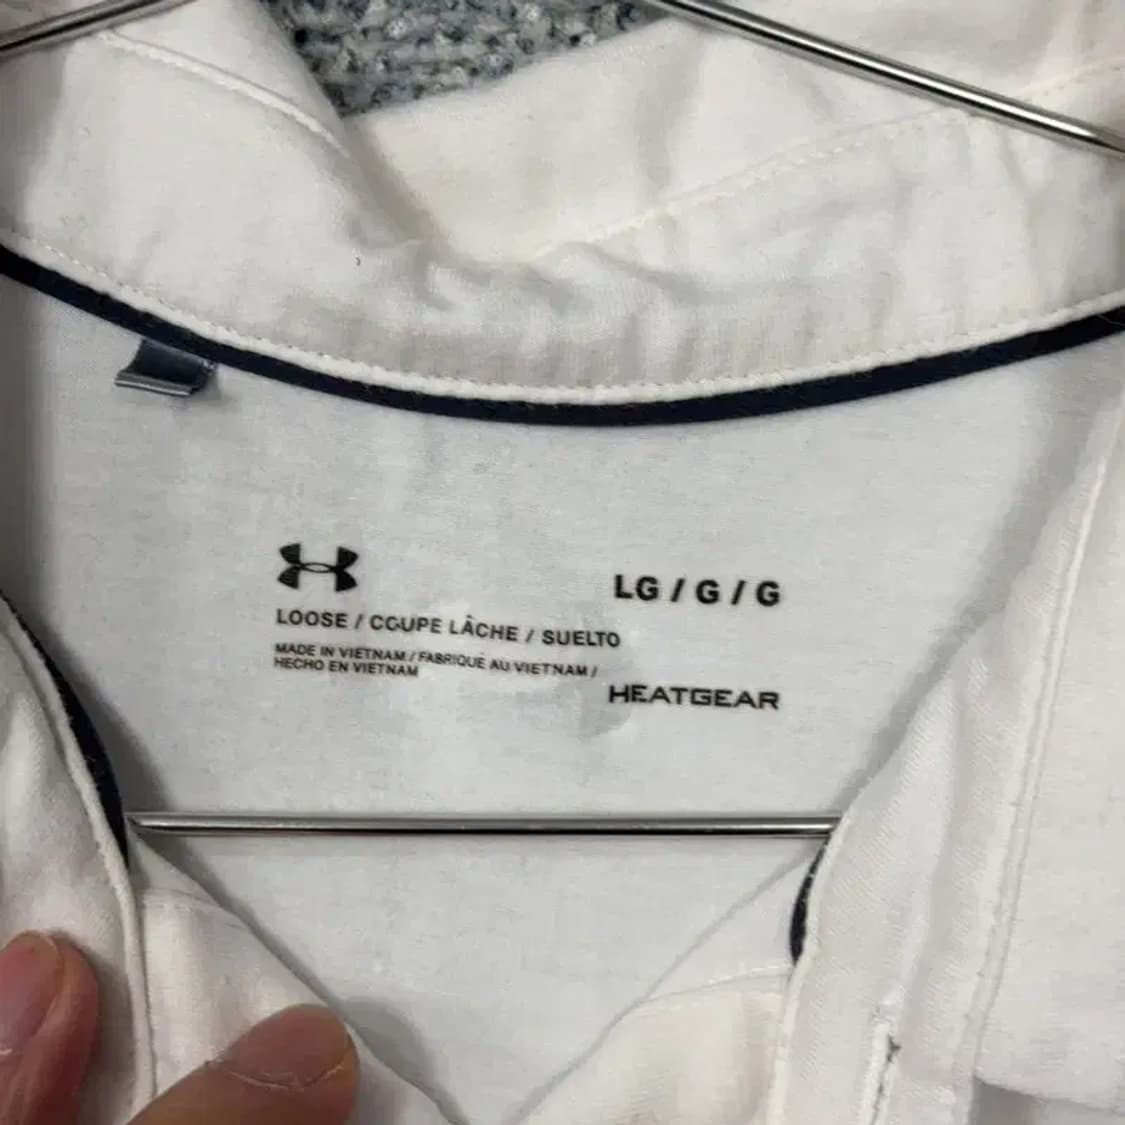 LG / G / G
LOOSE / COUPE LÂCHE / SUELTO
MADE IN VIETNAM / FABRIQUÉ AU VIETNAM /
HECHO EN VIETNAM
HEATGEAR